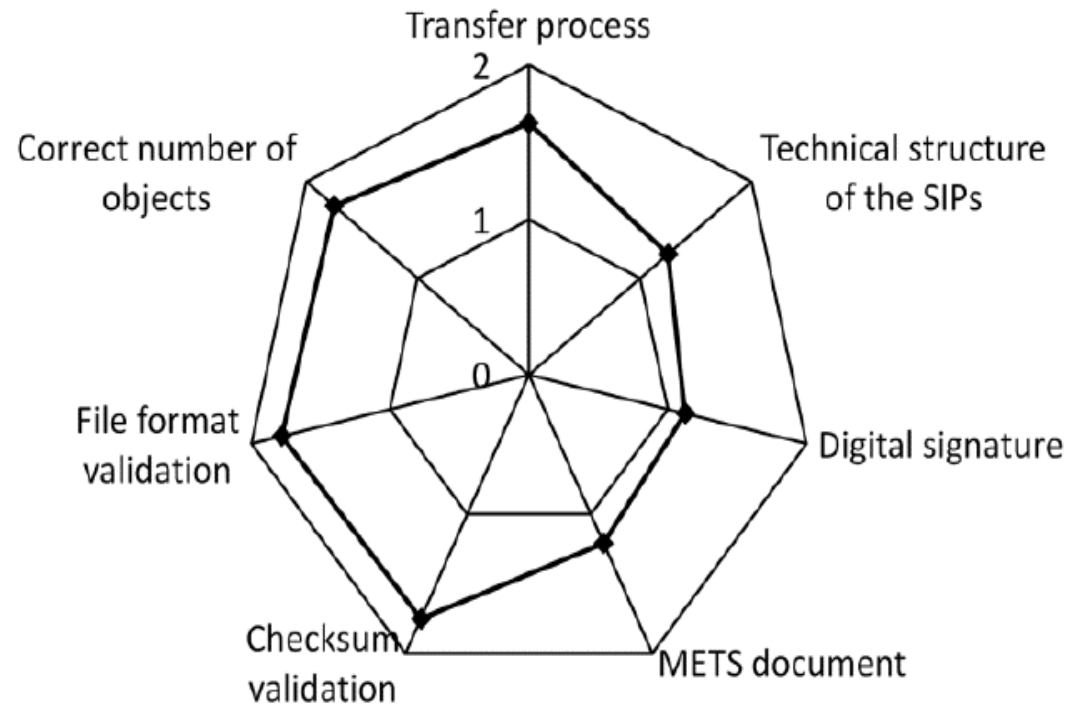 Transfer process
2
Correct number of
objects
Technical structure
of the SIPs
1
0
File format
validation
Digital signature
Checksum
validation
METS document